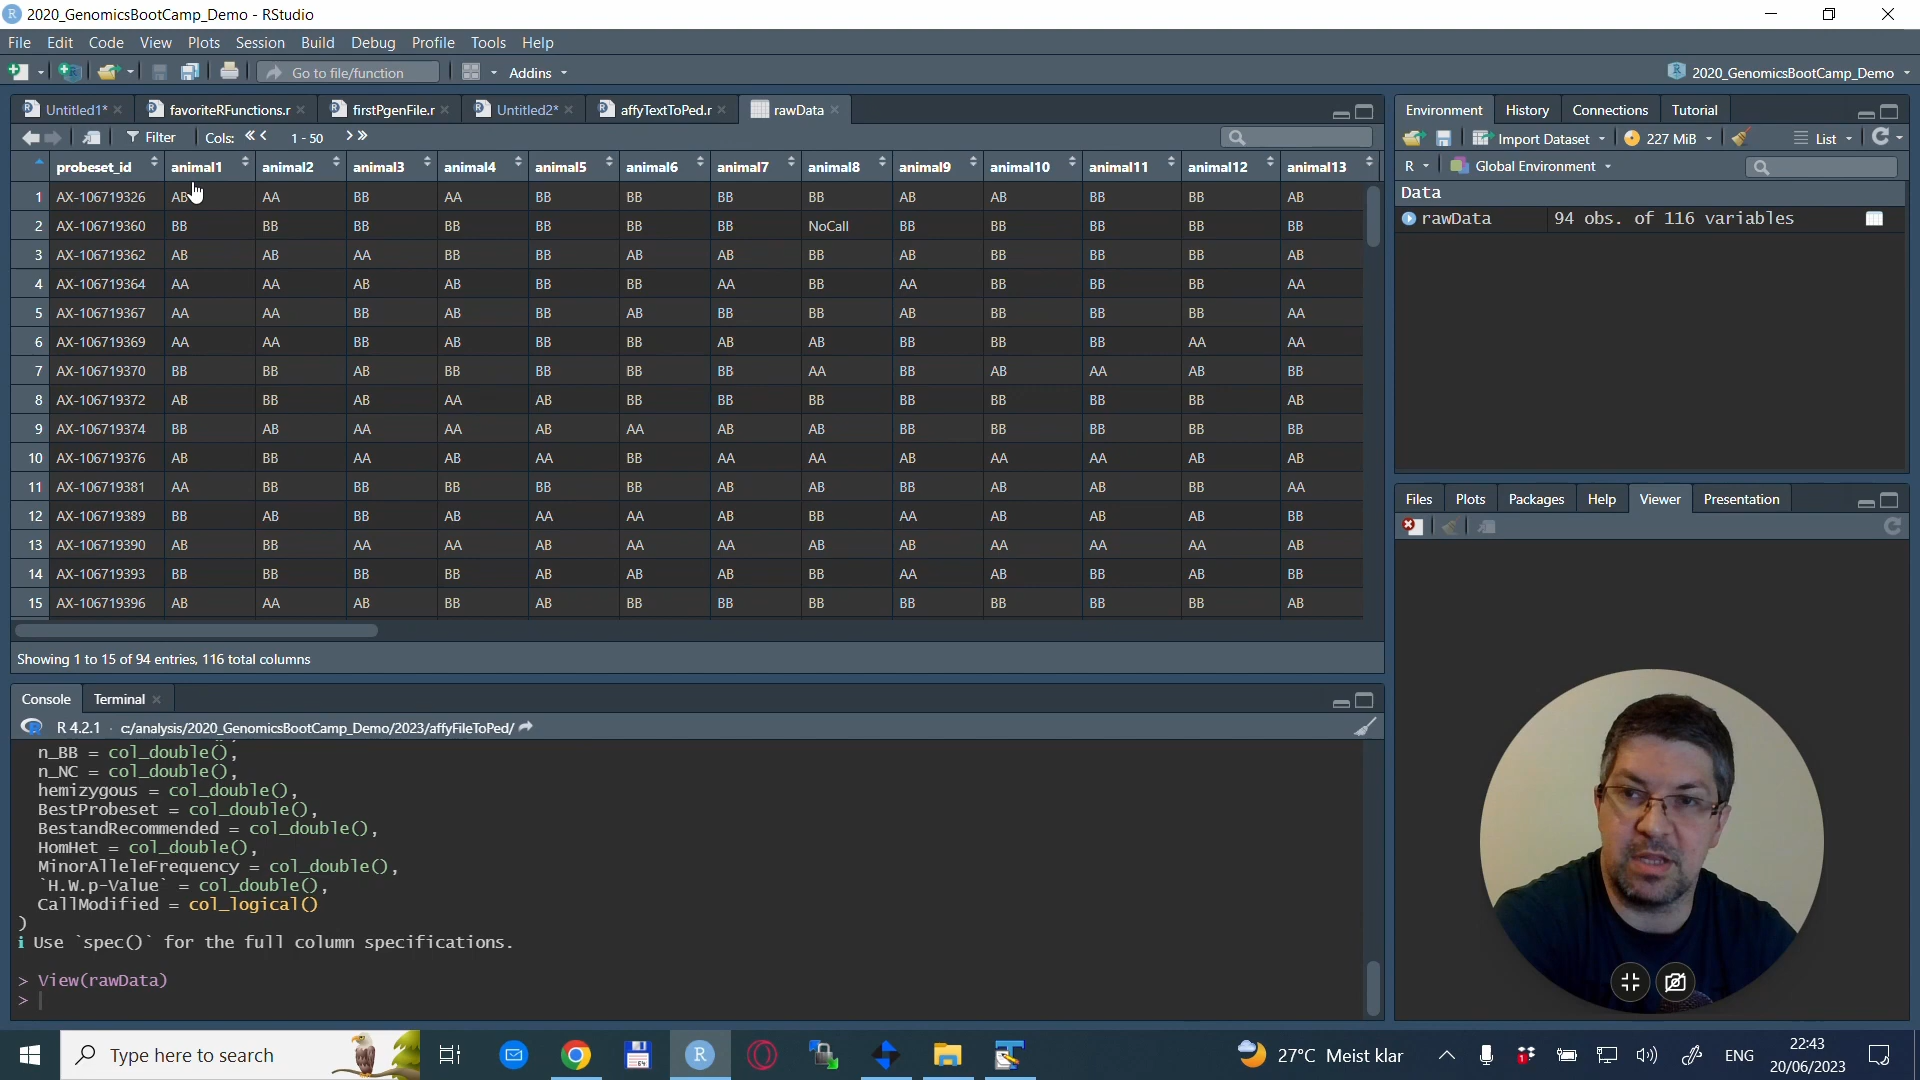 2020_GenomicsBootCamp_Demo - RStudio
File Edit Code View Plots Session Build Debug Profile Tools Help
Go to file/function Addins 2020_GenomicsBootCamp_Demo
Untitled1* favoriteRFunctions.r firstPgenFile.r Untitled2* affyTextToPed.r rawData
Filter Cols: 1 - 50
probeset_id animal1 animal2 animal3 animal4 animal5 animal6 animal7 animal8 animal9 animal10 animal11 animal12 animal13
1 AX-106719326 AB AA BB AA BB BB BB BB AB AB BB BB AB
2 AX-106719360 BB BB BB BB BB BB BB NoCall BB BB BB BB BB
3 AX-106719362 AB AB AA BB BB AB AB BB AB BB BB BB AB
4 AX-106719364 AA AA AB AB BB BB AA BB AA BB BB BB AA
5 AX-106719367 AA AA BB AB BB AB BB BB AB BB BB BB AA
6 AX-106719369 AA AA BB AB BB BB AB AB BB BB BB AA AA
7 AX-106719370 BB BB AB BB BB BB BB AA BB AB AA AB BB
8 AX-106719372 AB BB AB AA AB BB BB BB BB BB BB BB AB
9 AX-106719374 BB AB AA AA AB AA AB AB BB BB BB BB BB
10 AX-106719376 AB BB AA AB AA BB AA AA AB AA AA AB AB
11 AX-106719381 AA BB BB BB BB BB AB AB BB AB AB BB AA
12 AX-106719389 BB AB BB AB AA AA AB BB AA AB AB AB BB
13 AX-106719390 AB BB AA AA AB AA AA AB AB AA AA AA AB
14 AX-106719393 BB BB BB BB AB AB AB BB AA AB BB AB BB
15 AX-106719396 AB AA AB BB AB BB BB BB BB BB BB BB AB
Showing 1 to 15 of 94 entries, 116 total columns
Environment History Connections Tutorial
Import Dataset 227 MiB List
R Global Environment
Data
rawData 94 obs. of 116 variables
Files Plots Packages Help Viewer Presentation
Console Terminal
R 4.2.1 · c:/analysis/2020_GenomicsBootCamp_Demo/2023/affyFileToPed/
n_BB = col_double(),
n_NC = col_double(),
hemizygous = col_double(),
BestProbeset = col_double(),
BestandRecommended = col_double(),
HomHet = col_double(),
MinorAlleleFrequency = col_double(),
`H.W.p-Value` = col_double(),
CallModified = col_logical()
)
i Use `spec()` for the full column specifications.
> View(rawData)
>
Type here to search
27°C Meist klar
ENG
22:43
20/06/2023